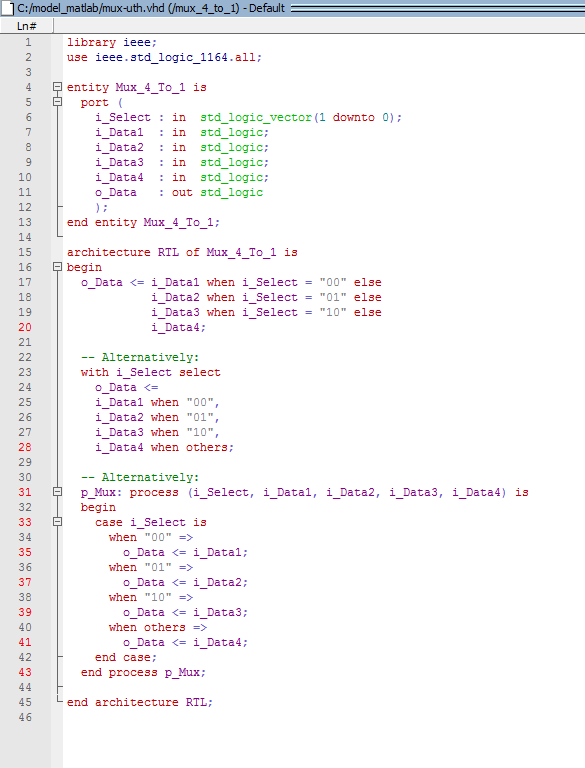 C:/model_matlab/mux-uth.vhd (/mux_4_to_1) - Default
Ln#
1 library ieee;
2 use ieee.std_logic_1164.all;
3
4 entity Mux_4_To_1 is
5   port (
6     i_Select : in  std_logic_vector(1 downto 0);
7     i_Data1  : in  std_logic;
8     i_Data2  : in  std_logic;
9     i_Data3  : in  std_logic;
10     i_Data4  : in  std_logic;
11     o_Data   : out std_logic
12     );
13 end entity Mux_4_To_1;
14
15 architecture RTL of Mux_4_To_1 is
16 begin
17   o_Data <= i_Data1 when i_Select = "00" else
18             i_Data2 when i_Select = "01" else
19             i_Data3 when i_Select = "10" else
20             i_Data4;
21
22   -- Alternatively:
23   with i_Select select
24     o_Data <=
25     i_Data1 when "00",
26     i_Data2 when "01",
27     i_Data3 when "10",
28     i_Data4 when others;
29
30   -- Alternatively:
31   p_Mux: process (i_Select, i_Data1, i_Data2, i_Data3, i_Data4) is
32   begin
33     case i_Select is
34       when "00" =>
35         o_Data <= i_Data1;
36       when "01" =>
37         o_Data <= i_Data2;
38       when "10" =>
39         o_Data <= i_Data3;
40       when others =>
41         o_Data <= i_Data4;
42     end case;
43   end process p_Mux;
44
45 end architecture RTL;
46